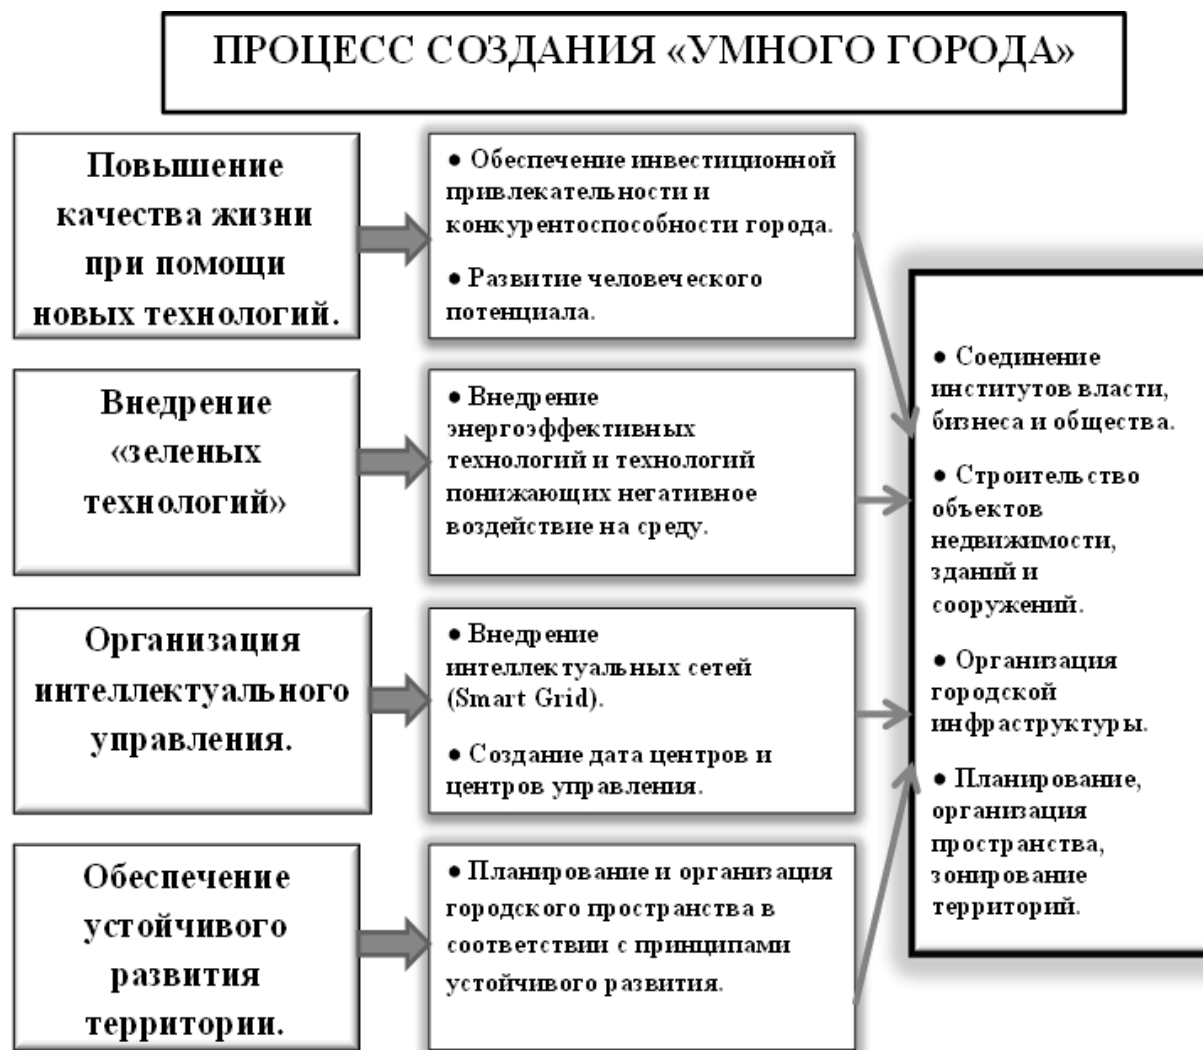 ПРОЦЕСС СОЗДАНИЯ «УМНОГО ГОРОДА»
Повышение
качества жизни
при помощи
новых технологий.
● Обеспечение инвестиционной
привлекательности и
конкурентоспособности города.
● Развитие человеческого
потенциала.
Внедрение
«зеленых
технологий»
● Внедрение
энергоэффективных
технологий и технологий
понижающих негативное
воздействие на среду.
Организация
интеллектуального
управления.
● Внедрение
интеллектуальных сетей
(Smart Grid).
● Создание дата центров и
центров управления.
Обеспечение
устойчивого
развития
территории.
● Планирование и организация
городского пространства в
соответствии с принципами
устойчивого развития.
● Соединение
институтов власти,
бизнеса и общества.
● Строительство
объектов
недвижимости,
зданий и
сооружений.
● Организация
городской
инфраструктуры.
● Планирование,
организация
пространства,
зонирование
территорий.